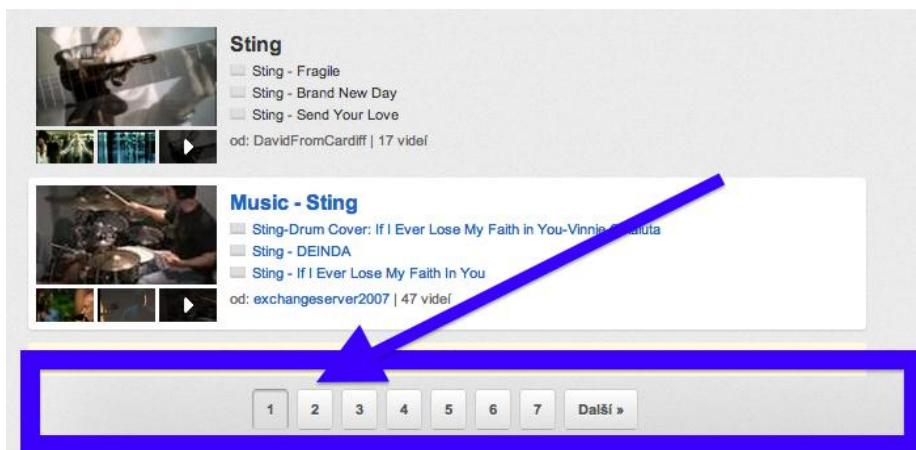 Sting
Sting - Fragile
Sting - Brand New Day
Sting - Send Your Love
od: DavidFromCardiff | 17 videí
Music - Sting
Sting-Drum Cover: If I Ever Lose My Faith in You-Vinnie
Sting - DEINDA
Sting - If I Ever Lose My Faith In You
od: exchangeserver2007 | 47 videí
1 2 3 4 5 6 7 Další »